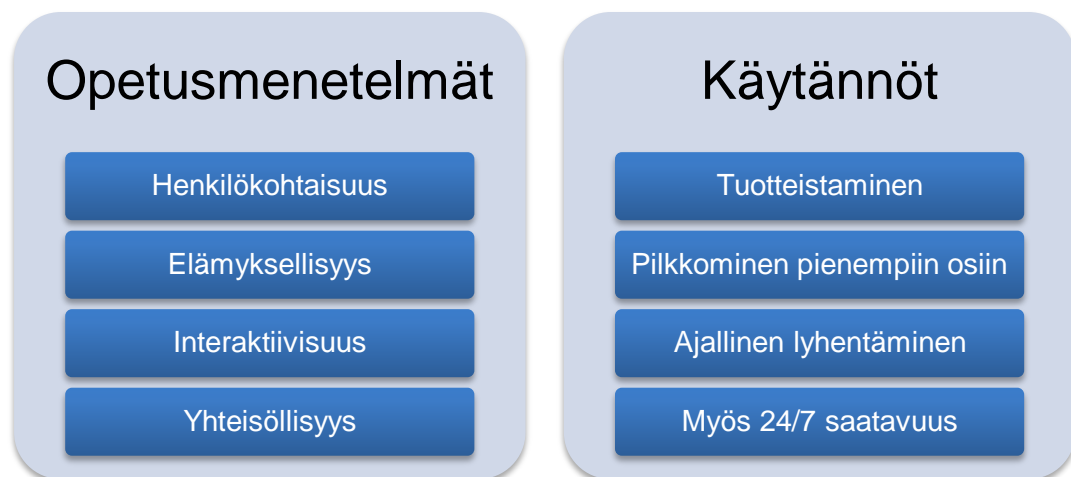 Opetusmenetelmät
Henkilökohtaisuus
Elämyksellisyys
Interaktiivisuus
Yhteisöllisyys
Käytännöt
Tuotteistaminen
Pilkkominen pienempiin osiin
Ajallinen lyhentäminen
Myös 24/7 saatavuus